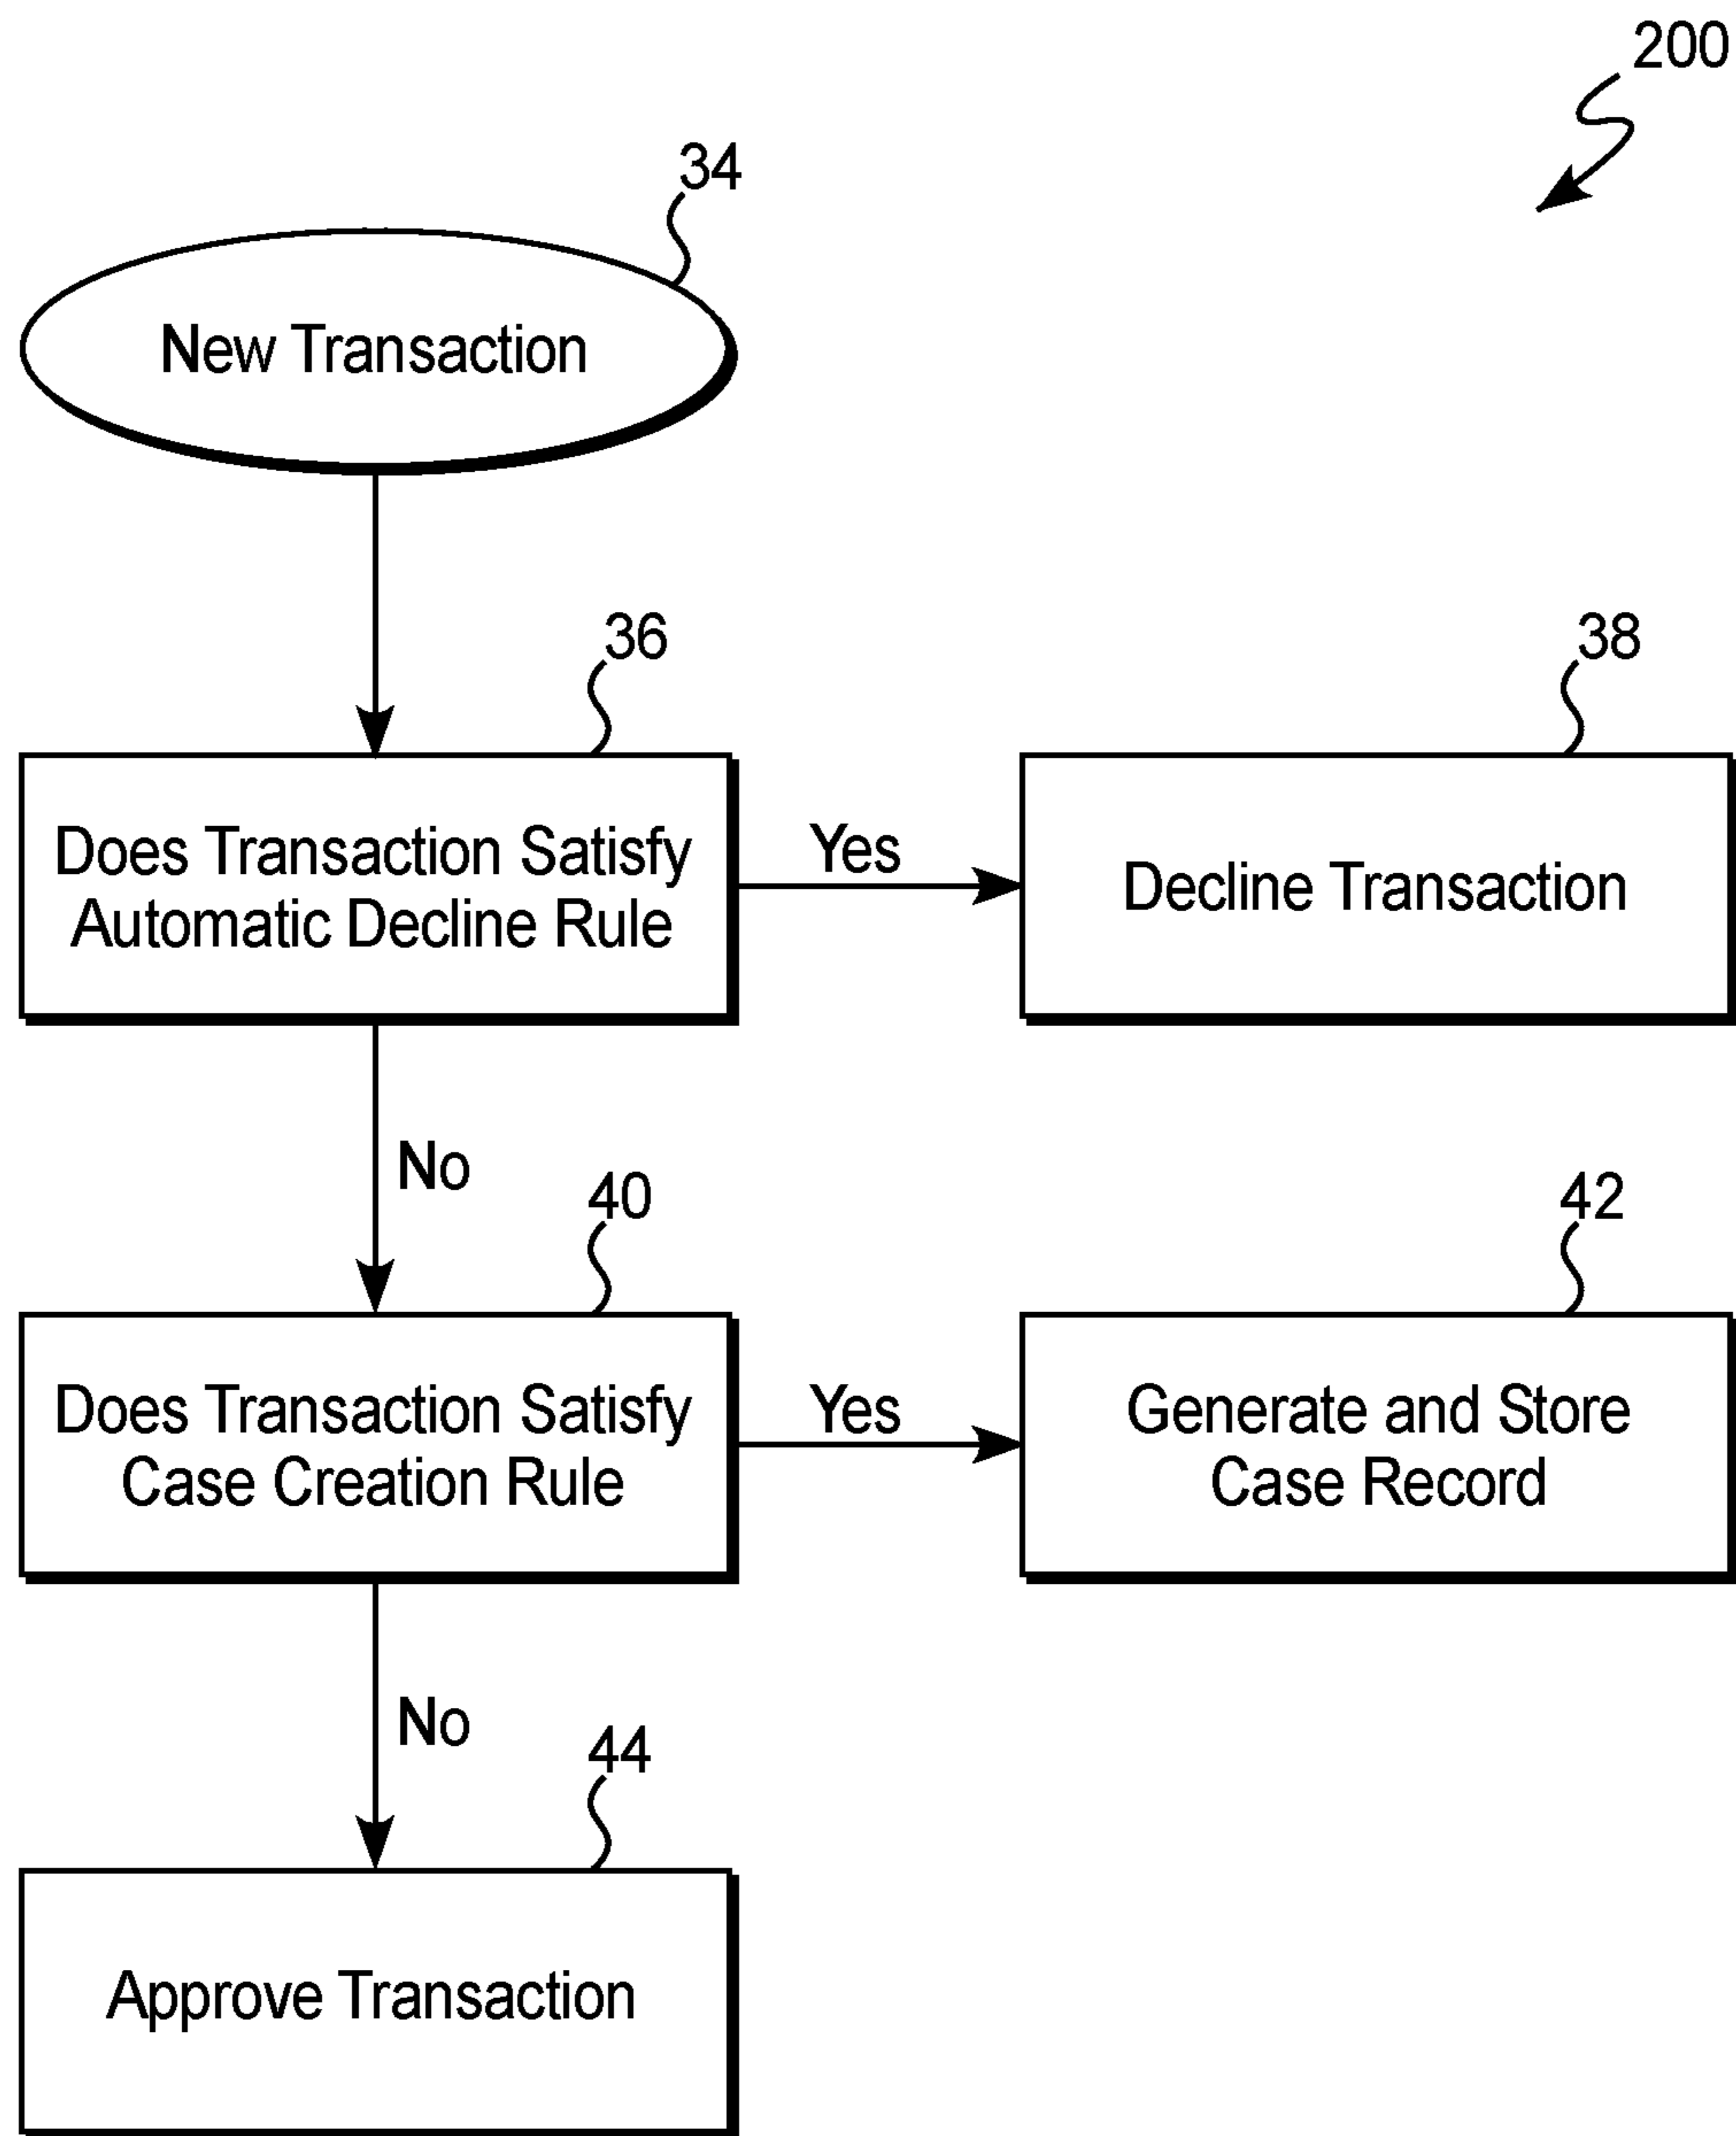 200
34
New Transaction
36
38
Does Transaction Satisfy
Automatic Decline Rule
Yes
Decline Transaction
No
40
42
Does Transaction Satisfy
Case Creation Rule
Yes
Generate and Store
Case Record
No
44
Approve Transaction